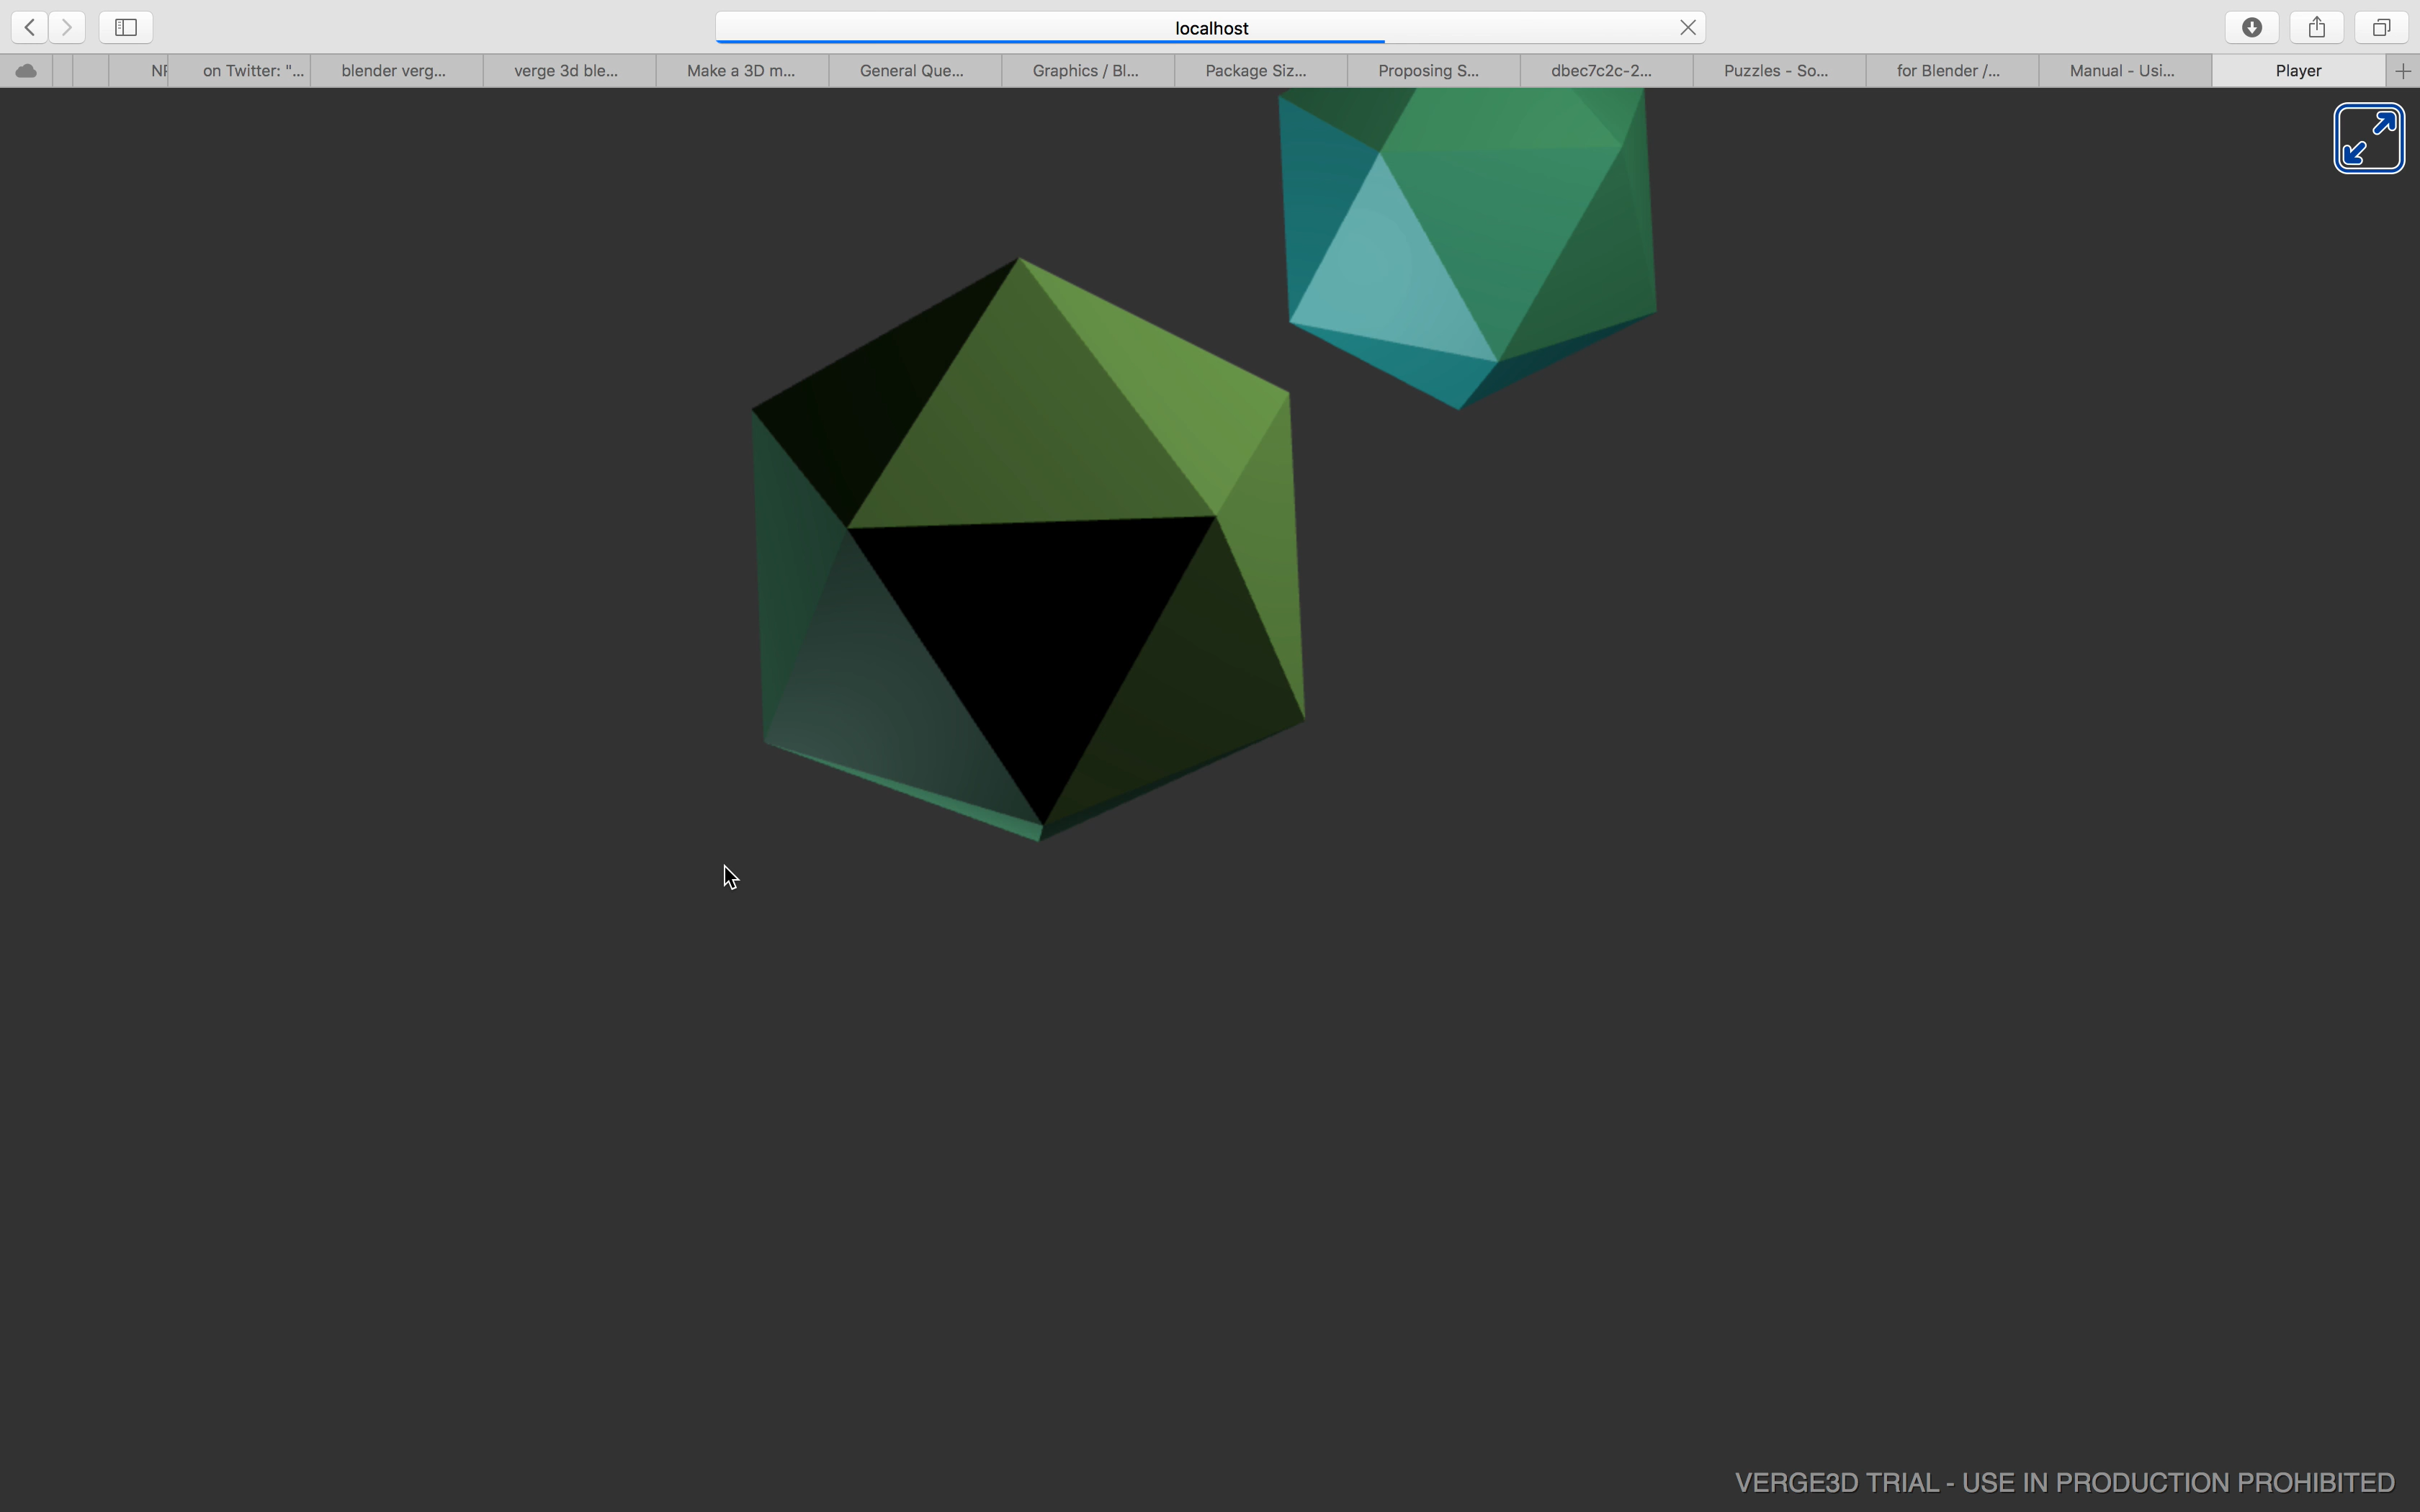 localhost
on Twitter: "...
blender verg...
verge 3d ble...
Make a 3D m...
General Que...
Graphics / Bl...
Package Siz...
Proposing S...
dbec7c2c-2...
Puzzles - So...
for Blender /...
Manual - Usi...
Player
VERGE3D TRIAL - USE IN PRODUCTION PROHIBITED